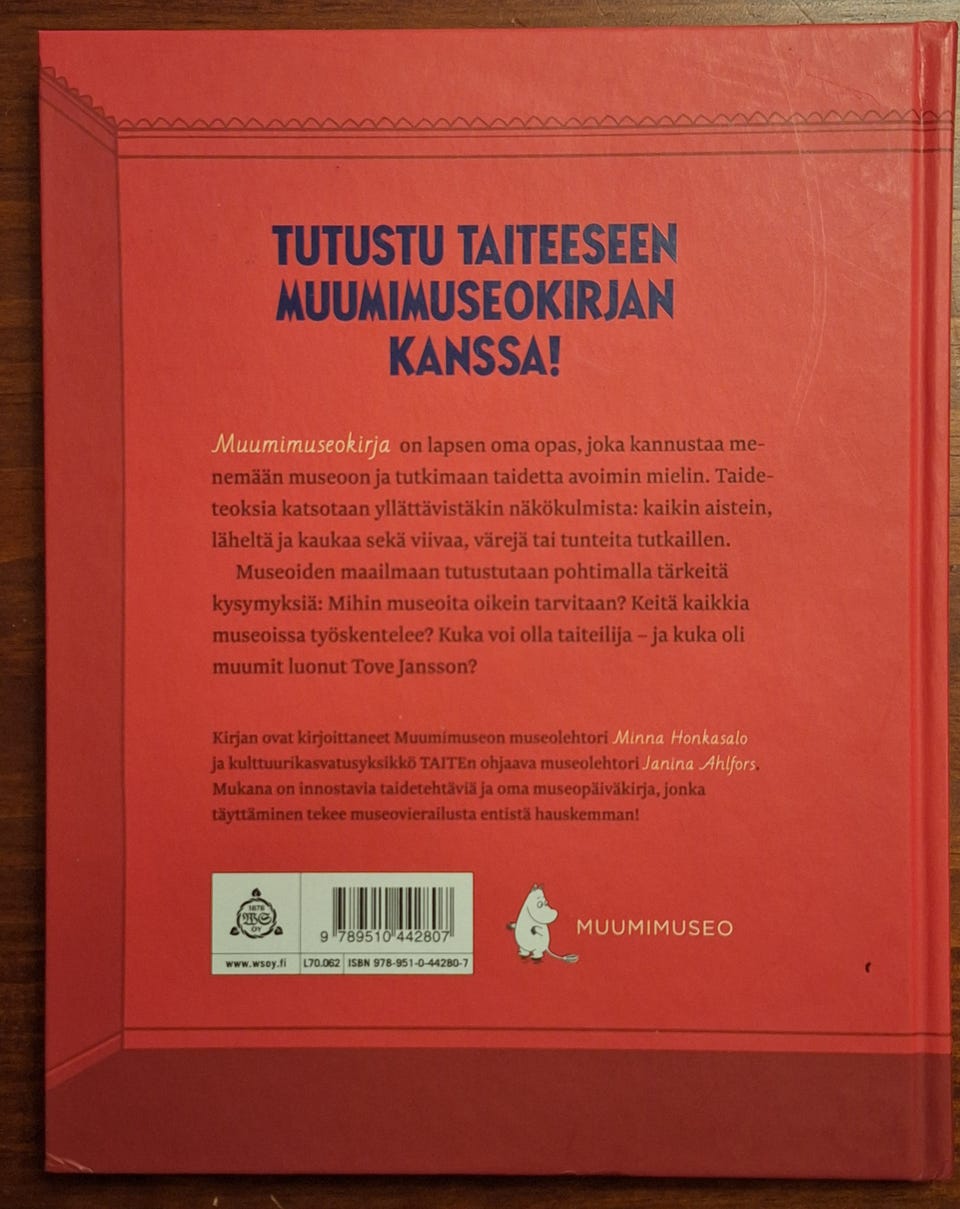 TUTUSTU TAITEESEEN
MUUMIMUSEOKIRJAN
KANSSA!
Muumimuseokirja on lapsen oma opas, joka kannustaa me-
nemään museoon ja tutkimaan taidetta avoimin mielin. Taide-
teoksia katsotaan yllättävistäkin näkökulmista: kaikin aistein,
läheltä ja kaukaa sekä viivaa, värejä tai tunteita tutkaillen.
Museoiden maailmaan tutustutaan pohtimalla tärkeitä
kysymyksiä: Mihin museoita oikein tarvitaan? Keitä kaikkia
museoissa työskentelee? Kuka voi olla taiteilija – ja kuka oli
muumit luonut Tove Jansson?
Kirjan ovat kirjoittaneet Muumimuseon museolehtori Minna Honkasalo
ja kulttuurikasvatusyksikkö TAITEn ohjaava museolehtori Janina Ahlfors.
Mukana on innostavia taidetehtäviä ja oma museopäiväkirja, jonka
täyttäminen tekee museovierailusta entistä hauskemman!
1878
WS
OY
9 789510 442807
www.wsoy.fi L70.062 ISBN 978-951-0-44280-7
MUUMIMUSEO